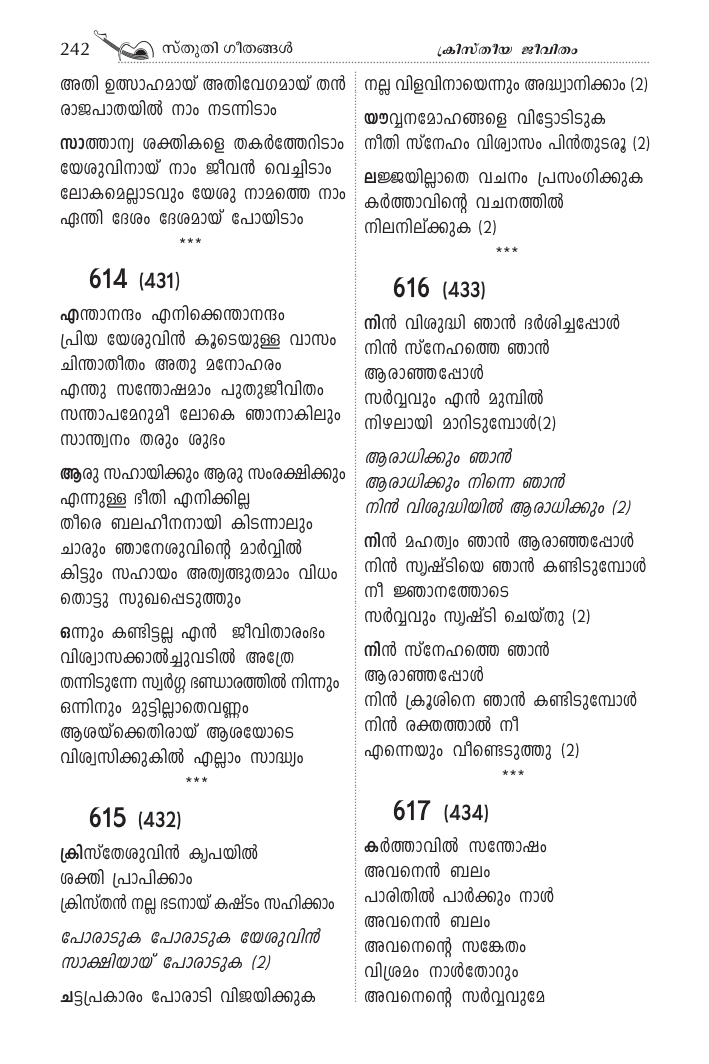 242 സ്തുതി ഗീതങ്ങൾ
ക്രിസ്തീയ ജീവിതം
അതി ഉത്സാഹമായ് അതിവേഗമായ് തൻ
രാജപാതയിൽ നാം നടന്നിടാം
സാത്താന്യ ശക്തികളെ തകർത്തേറിടാം
യേശുവിനായ് നാം ജീവൻ വെച്ചിടാം
ലോകമെല്ലാടവും യേശു നാമത്തെ നാം
ഏന്തി ദേശം ദേശമായ് പോയിടാം
***
614 (431)
എന്താനന്ദം എനിക്കെന്താനന്ദം
പ്രിയ യേശുവിൻ കൂടെയുള്ള വാസം
ചിന്താതീതം അതു മനോഹരം
എന്തു സന്തോഷമാം പുതുജീവിതം
സന്താപമേറുമീ ലോകെ ഞാനാകിലും
സാന്ത്വനം തരും ശുഭം
ആരു സഹായിക്കും ആരു സംരക്ഷിക്കും
എന്നുള്ള ഭീതി എനിക്കില്ല
തീരെ ബലഹീനനായി കിടന്നാലും
ചാരും ഞാനേശുവിന്റെ മാർവ്വിൽ
കിട്ടും സഹായം അത്യത്ഭുതമാം വിധം
തൊട്ടു സുഖപ്പെടുത്തും
ഒന്നും കണ്ടിട്ടല്ല എൻ ജീവിതാരംഭം
വിശ്വാസക്കാൽച്ചുവടിൽ അത്രേ
തന്നിടുന്നേ സ്വർഗ്ഗ ഭണ്ഡാരത്തിൽ നിന്നും
ഒന്നിനും മുട്ടില്ലാതെവണ്ണം
ആശയ്ക്കെതിരായ് ആശയോടെ
വിശ്വസിക്കുകിൽ എല്ലാം സാദ്ധ്യം
***
615 (432)
ക്രിസ്തേശുവിൻ കൃപയിൽ
ശക്തി പ്രാപിക്കാം
ക്രിസ്തൻ നല്ല ഭടനായ് കഷ്ടം സഹിക്കാം
പോരാടുക പോരാടുക യേശുവിൻ
സാക്ഷിയായ് പോരാടുക (2)
ചട്ടപ്രകാരം പോരാടി വിജയിക്കുക
നല്ല വിളവിനായെന്നും അദ്ധ്വാനിക്കാം (2)
യൗവ്വനമോഹങ്ങളെ വിട്ടോടിടുക
നീതി സ്നേഹം വിശ്വാസം പിൻതുടരൂ (2)
ലജ്ജയില്ലാതെ വചനം പ്രസംഗിക്കുക
കർത്താവിന്റെ വചനത്തിൽ
നിലനില്ക്കുക (2)
***
616 (433)
നിൻ വിശുദ്ധി ഞാൻ ദർശിച്ചപ്പോൾ
നിൻ സ്നേഹത്തെ ഞാൻ
ആരാഞ്ഞപ്പോൾ
സർവ്വവും എൻ മുമ്പിൽ
നിഴലായി മാറിടുമ്പോൾ(2)
ആരാധിക്കും ഞാൻ
ആരാധിക്കും നിന്നെ ഞാൻ
നിൻ വിശുദ്ധിയിൽ ആരാധിക്കും (2)
നിൻ മഹത്വം ഞാൻ ആരാഞ്ഞപ്പോൾ
നിൻ സൃഷ്ടിയെ ഞാൻ കണ്ടിടുമ്പോൾ
നീ ജ്ഞാനത്തോടെ
സർവ്വവും സൃഷ്ടി ചെയ്തു (2)
നിൻ സ്നേഹത്തെ ഞാൻ
ആരാഞ്ഞപ്പോൾ
നിൻ ക്രൂശിനെ ഞാൻ കണ്ടിടുമ്പോൾ
നിൻ രക്തത്താൽ നീ
എന്നെയും വീണ്ടെടുത്തു (2)
***
617 (434)
കർത്താവിൽ സന്തോഷം
അവനെൻ ബലം
പാരിതിൽ പാർക്കും നാൾ
അവനെൻ ബലം
അവനെന്റെ സങ്കേതം
വിശ്രമം നാൾതോറും
അവനെന്റെ സർവ്വവുമേ